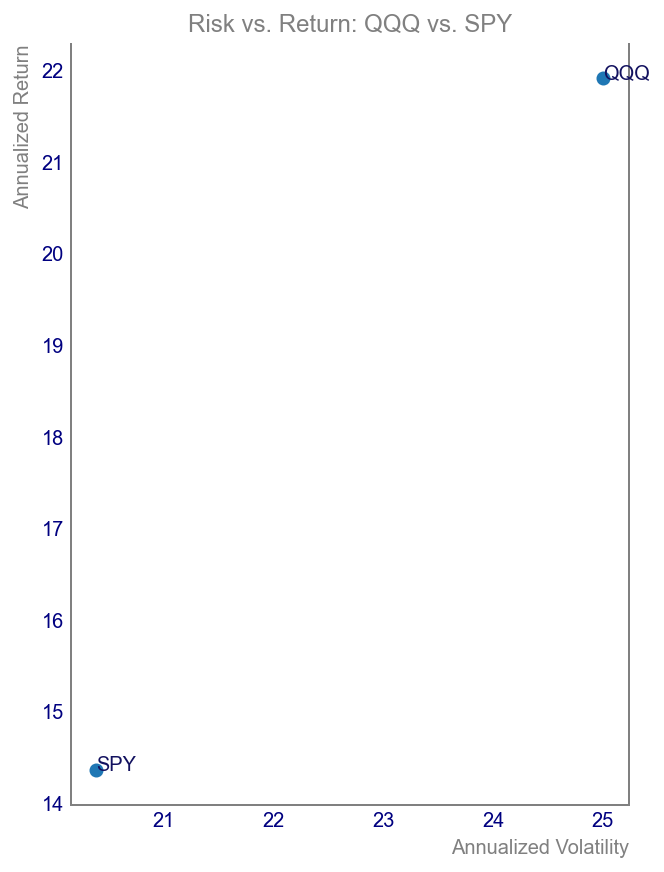 Risk vs. Return: QQQ vs. SPY
Annualized Return
22
21
20
19
18
17
16
15
14
QQQ
SPY
21 22 23 24 25
Annualized Volatility